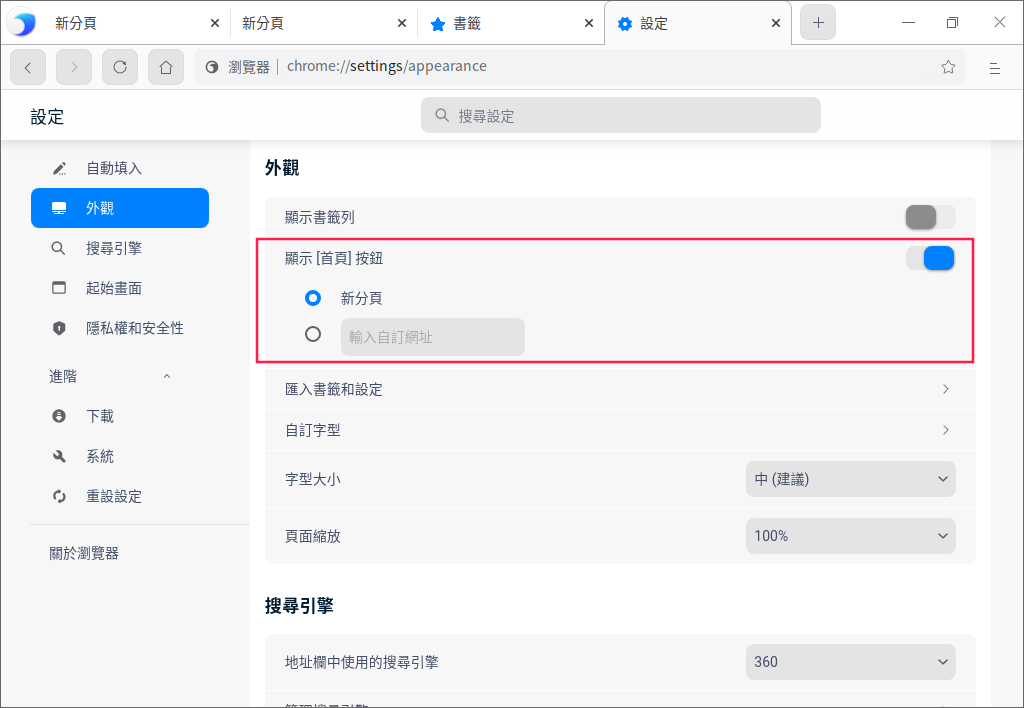 新分頁
新分頁
書籤
設定
瀏覽器 | chrome://settings/appearance
設定
搜尋設定
自動填入
外觀
搜尋引擎
起始畫面
隱私權和安全性
進階
下載
系統
重設設定
關於瀏覽器
外觀
顯示書籤列
顯示 [首頁] 按鈕
新分頁
輸入自訂網址
匯入書籤和設定
自訂字型
字型大小
中 (建議)
頁面縮放
100%
搜尋引擎
地址欄中使用的搜尋引擎
360